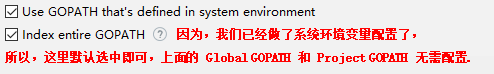 Use GOPATH that's defined in system environment
Index entire GOPATH ? 因为，我们已经做了系统环境变量配置了，
所以，这里默认选中即可，上面的 Global GOPATH 和 Project GOPATH 无需配置.